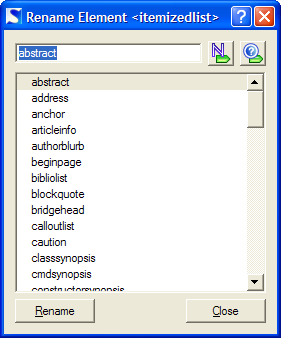 Rename Element <itemizedlist>
abstract
abstract
address
anchor
articleinfo
authorblurb
beginpage
bibliolist
blockquote
bridgehead
calloutlist
caution
classsynopsis
cmdsynopsis
constructorsynopsis
Rename
Close